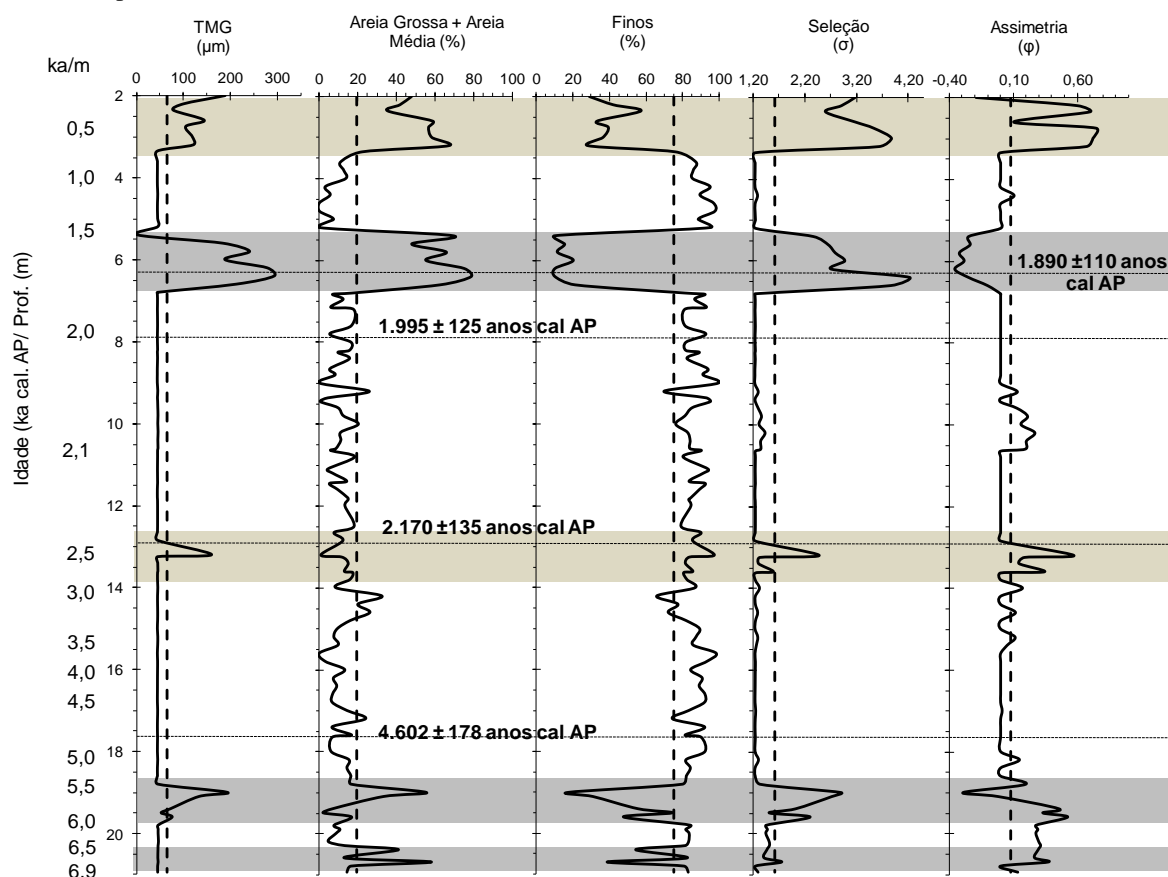 TMG
(µm)
Areia Grossa + Areia
Média (%)
Finos
(%)
Seleção
(σ)
Assimetria
(φ)
ka/m
0 100 200 300
0 20 40 60 80 100
0 20 40 60 80 100
1,20 2,20 3,20 4,20
-0,40 0,10 0,60
Idade (ka cal. AP/ Prof. (m)
2
0,5
1,0 4
1,5
6
1.890 ±110 anos
cal AP
2,0
1.995 ± 125 anos cal AP
8
10
2,1
12
2.170 ±135 anos cal AP
2,5
14
3,0
3,5
4,0 16
4,5
4.602 ± 178 anos cal AP
18
5,0
5,5
6,0
20
6,5
6,9